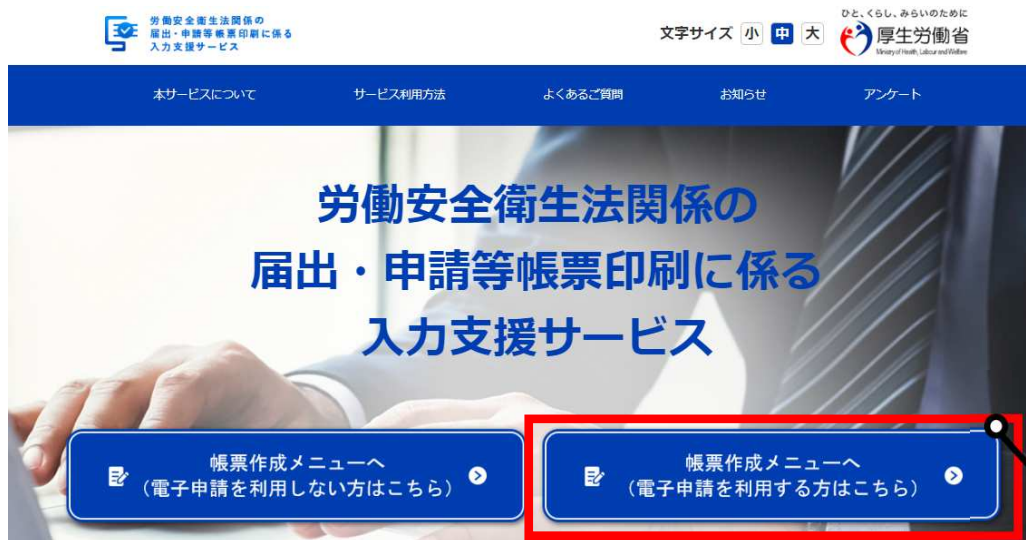 労働安全衛生法関係の
届出・申請等帳票印刷に係る
入力支援サービス
文字サイズ 小 中 大
ひと、くらし、みらいのために
厚生労働省
Ministry of Health, Labour and Welfare
本サービスについて サービス利用方法 よくあるご質問 お知らせ アンケート
労働安全衛生法関係の
届出・申請等帳票印刷に係る
入力支援サービス
帳票作成メニューへ
（電子申請を利用しない方はこちら）
帳票作成メニューへ
（電子申請を利用する方はこちら）